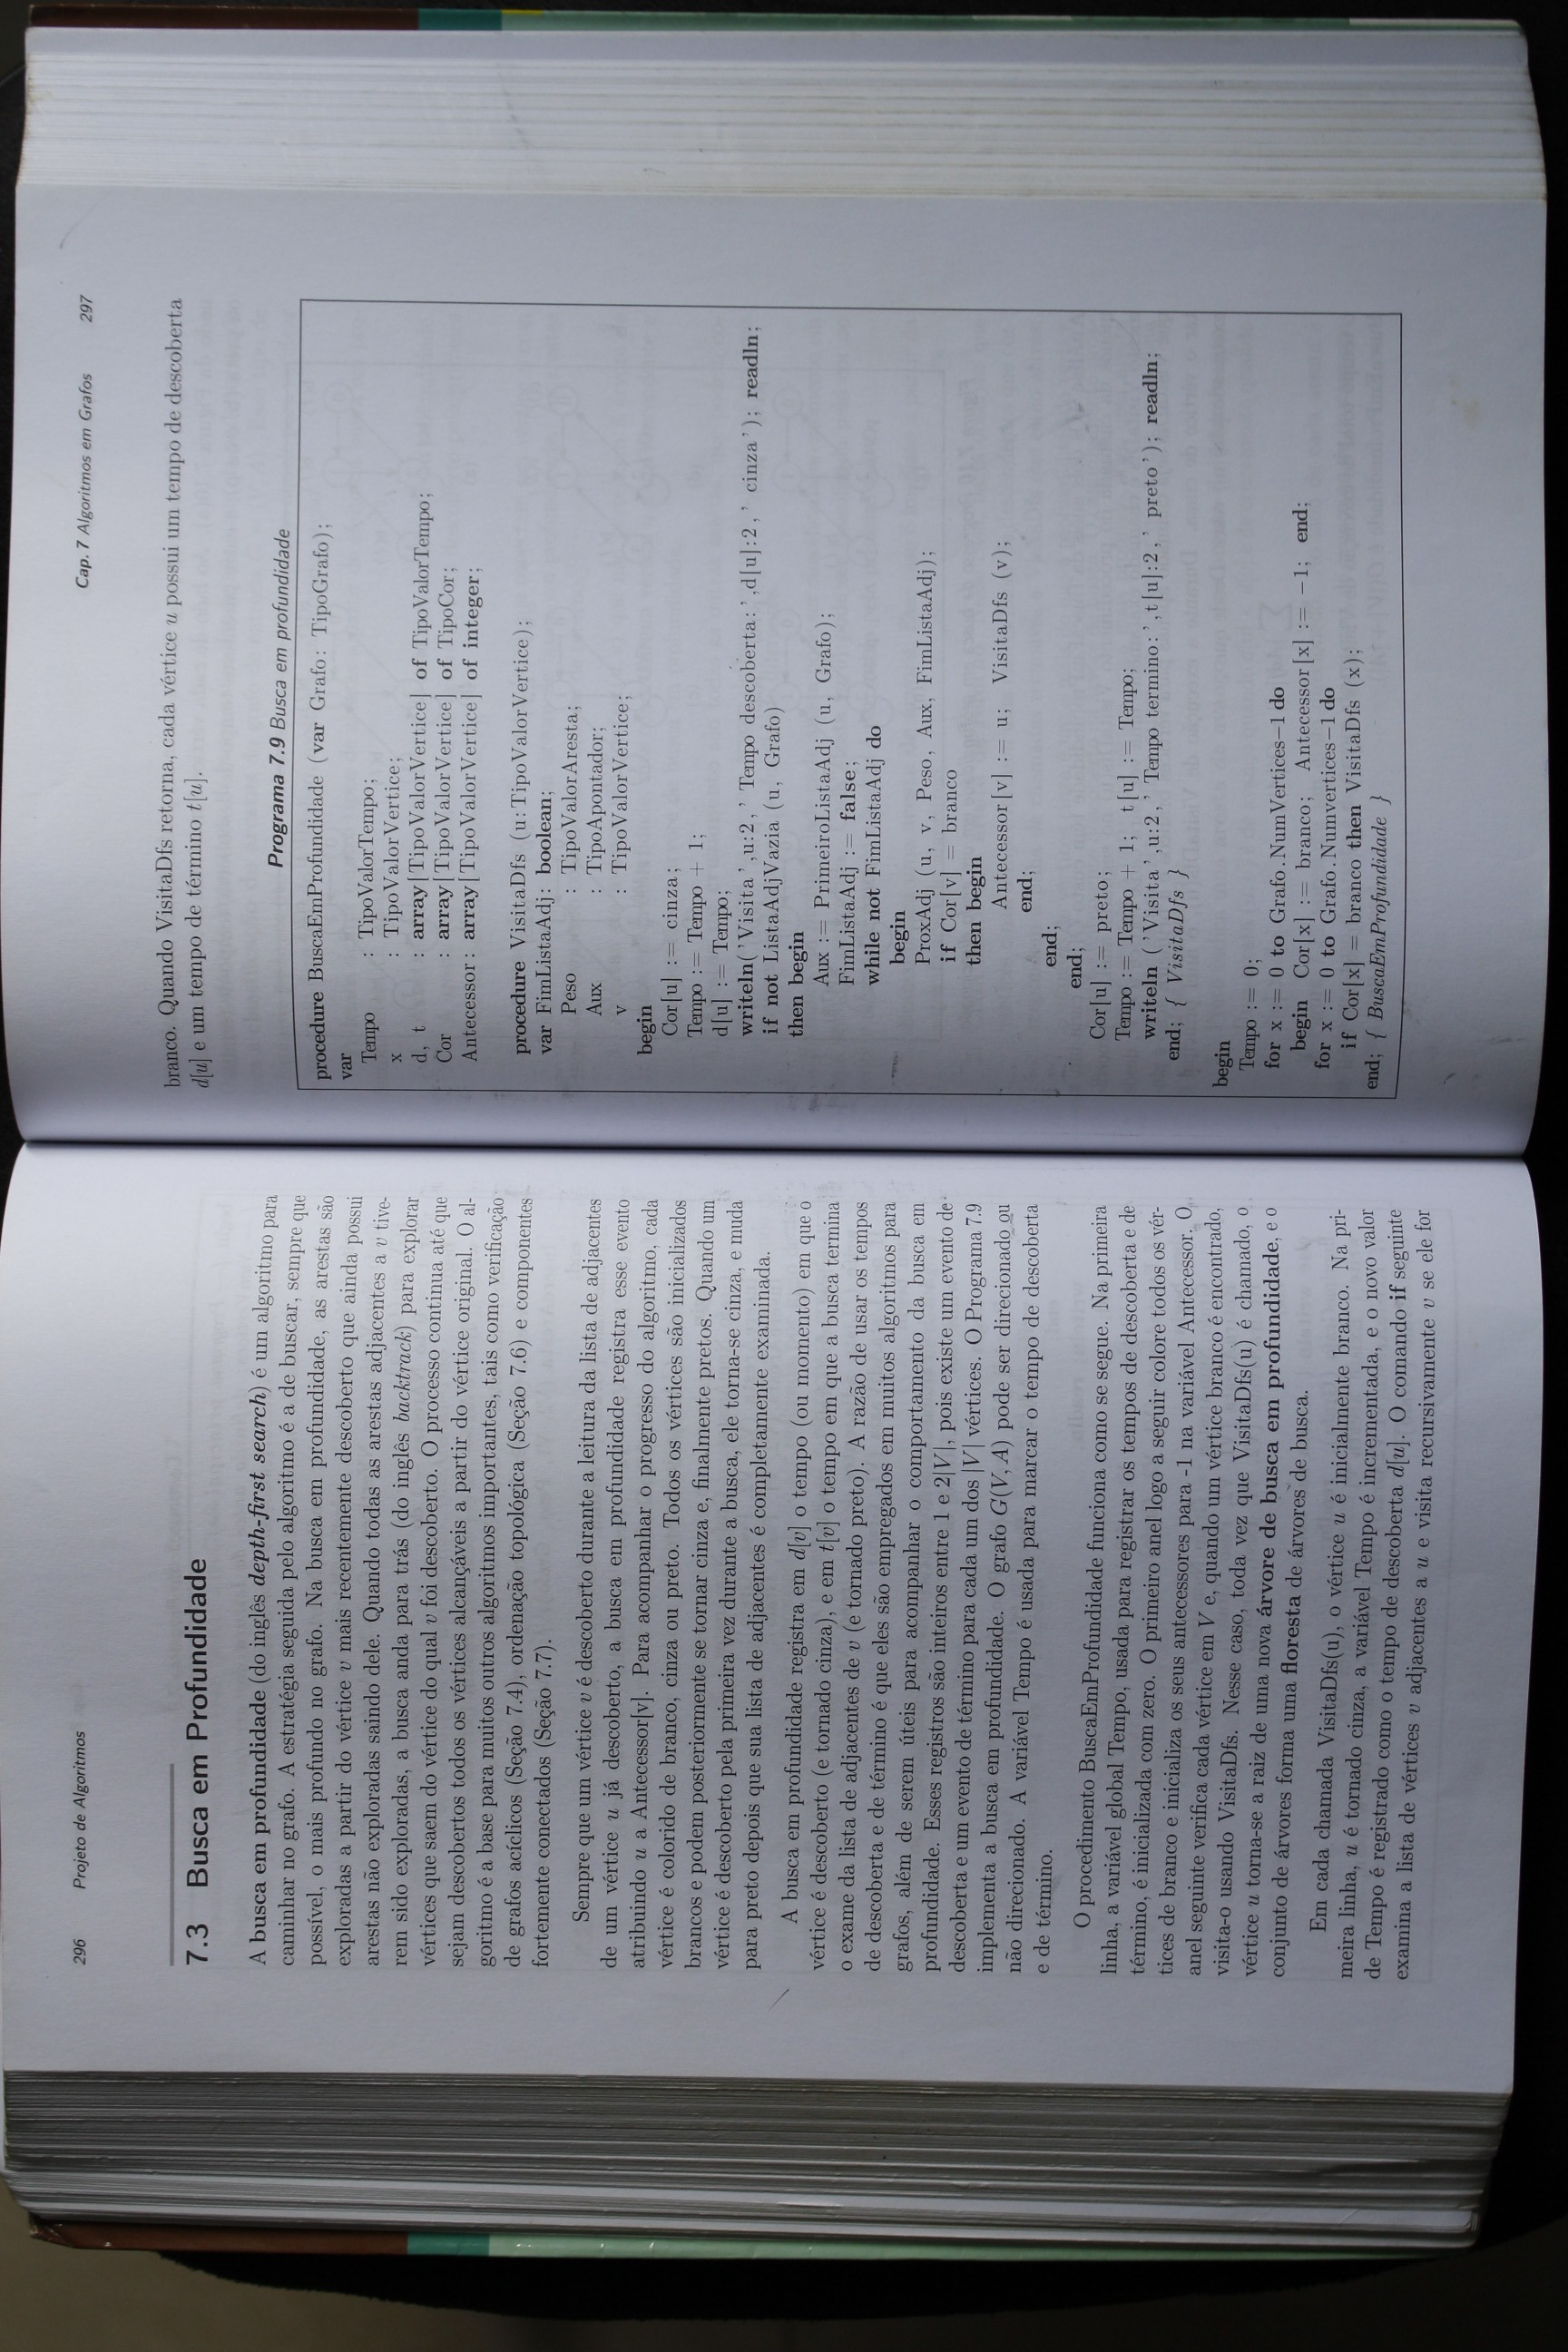 296 Projeto de Algoritmos
7.3 Busca em Profundidade
A busca em profundidade (do inglês depth-first search) é um algoritmo para
caminhar no grafo. A estratégia seguida pelo algoritmo é a de buscar, sempre que
possível, o mais profundo no grafo. Na busca em profundidade, as arestas são
exploradas a partir do vértice v mais recentemente descoberto que ainda possui
arestas não exploradas saindo dele. Quando todas as arestas adjacentes a v tive-
rem sido exploradas, a busca anda para trás (do inglês backtrack) para explorar
vértices que saem do vértice do qual v foi descoberto. O processo continua até que
sejam descobertos todos os vértices alcançáveis a partir do vértice original. O al-
goritmo é a base para muitos outros algoritmos importantes, tais como verificação
de grafos acíclicos (Seção 7.4), ordenação topológica (Seção 7.6) e componentes
fortemente conectados (Seção 7.7).
Sempre que um vértice v é descoberto durante a leitura da lista de adjacentes
de um vértice u já descoberto, a busca em profundidade registra esse evento
atribuindo u a Antecessor[v]. Para acompanhar o progresso do algoritmo, cada
vértice é colorido de branco, cinza ou preto. Todos os vértices são inicializados
brancos e podem posteriormente se tornar cinza e, finalmente pretos. Quando um
vértice é descoberto pela primeira vez durante a busca, ele torna-se cinza, e muda
para preto depois que sua lista de adjacentes é completamente examinada.
A busca em profundidade registra em d[v] o tempo (ou momento) em que o
vértice é descoberto (e tornado cinza), e em t[v] o tempo em que a busca termina
o exame da lista de adjacentes de v (e tornado preto). A razão de usar os tempos
de descoberta e de término é que eles são empregados em muitos algoritmos para
grafos, além de serem úteis para acompanhar o comportamento da busca em
profundidade. Esses registros são inteiros entre 1 e 2|V|, pois existe um evento de
descoberta e um evento de término para cada um dos |V| vértices. O Programa 7.9
implementa a busca em profundidade. O grafo G(V, A) pode ser direcionado ou
não direcionado. A variável Tempo é usada para marcar o tempo de descoberta
e de término.
O procedimento BuscaEmProfundidade funciona como se segue. Na primeira
linha, a variável global Tempo, usada para registrar os tempos de descoberta e de
término, é inicializada com zero. O primeiro anel logo a seguir colore todos os vér-
tices de branco e inicializa os seus antecessores para -1 na variável Antecessor. O
anel seguinte verifica cada vértice em V e, quando um vértice branco é encontrado,
visita-o usando VisitaDfs. Nesse caso, toda vez que VisitaDfs(u) é chamado, o
vértice u torna-se a raiz de uma nova árvore de busca em profundidade, e o
conjunto de árvores forma uma floresta de árvores de busca.
Em cada chamada VisitaDfs(u), o vértice u é inicialmente branco. Na pri-
meira linha, u é tornado cinza, a variável Tempo é incrementada, e o novo valor
de Tempo é registrado como o tempo de descoberta d[u]. O comando if seguinte
examina a lista de vértices v adjacentes a u e visita recursivamente v se ele for
Cap. 7 Algoritmos em Grafos 297
branco. Quando VisitaDfs retorna, cada vértice u possui um tempo de descoberta
d[u] e um tempo de término t[u].
Programa 7.9 Busca em profundidade
procedure BuscaEmProfundidade (var Grafo: TipoGrafo);
var
Tempo : TipoValorTempo;
x : TipoValorVertice;
d, t : array[TipoValorVertice] of TipoValorTempo;
Cor : array[TipoValorVertice] of TipoCor;
Antecessor: array[TipoValorVertice] of integer;
procedure VisitaDfs (u:TipoValorVertice);
var FimListaAdj: boolean;
Peso : TipoValorAresta;
Aux : TipoApontador;
v : TipoValorVertice;
begin
Cor[u] := cinza;
Tempo := Tempo + 1;
d[u] := Tempo;
writeln('Visita',u:2,' Tempo descoberta:',d[u]:2,' cinza'); readln;
if not ListaAdjVazia (u, Grafo)
then begin
Aux := PrimeiroListaAdj (u, Grafo);
FimListaAdj := false;
while not FimListaAdj do
begin
ProxAdj (u, v, Peso, Aux, FimListaAdj);
if Cor[v] = branco
then begin
Antecessor[v] := u; VisitaDfs (v);
end;
end;
end;
Cor[u] := preto;
Tempo := Tempo + 1; t[u] := Tempo;
writeln ('Visita',u:2,' Tempo termino:',t[u]:2,' preto'); readln;
end; { VisitaDfs }
begin
Tempo := 0;
for x := 0 to Grafo.NumVertices−1 do
begin Cor[x] := branco; Antecessor[x] := −1; end;
for x := 0 to Grafo.Numvertices−1 do
if Cor[x] = branco then VisitaDfs (x);
end; { BuscaEmProfundidade }